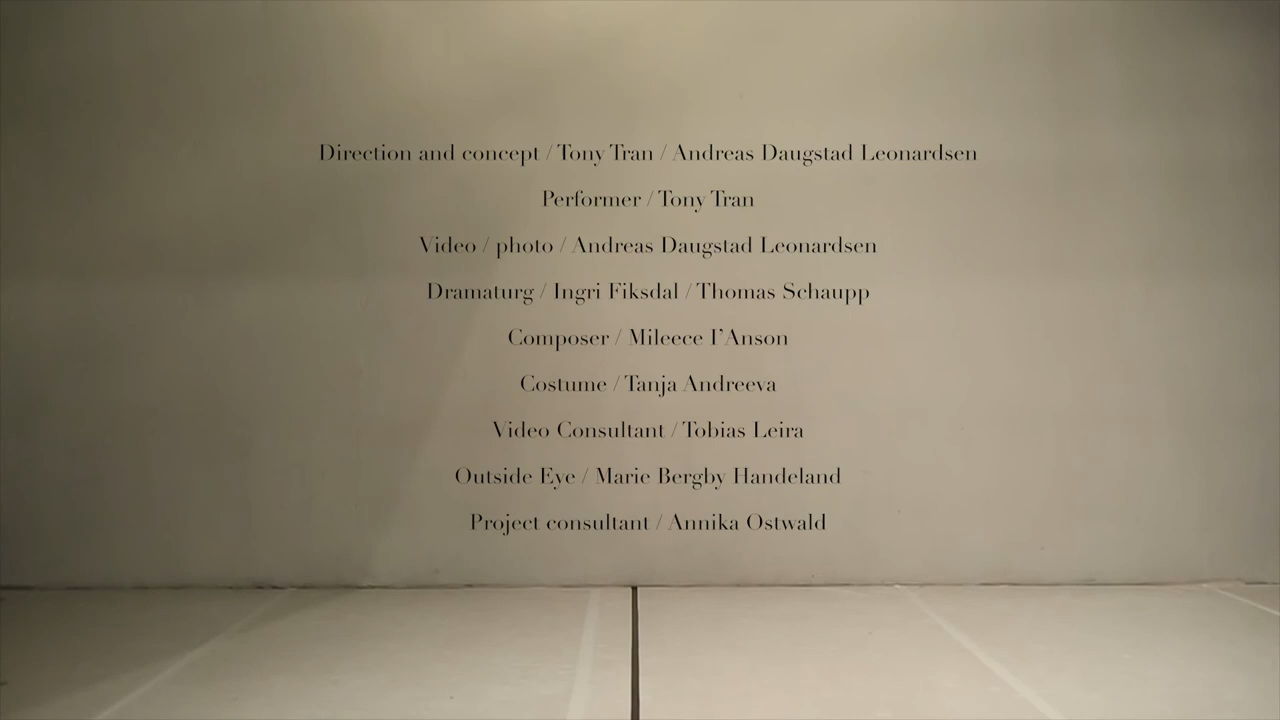 Direction and concept / Tony Tran / Andreas Daugstad Leonardsen
Performer / Tony Tran
Video / photo / Andreas Daugstad Leonardsen
Dramaturg / Ingri Fiksdal / Thomas Schaupp
Composer / Mileece I'Anson
Costume / Tanja Andreeva
Video Consultant / Tobias Leira
Outside Eye / Marie Bergby Handeland
Project consultant / Annika Ostwald